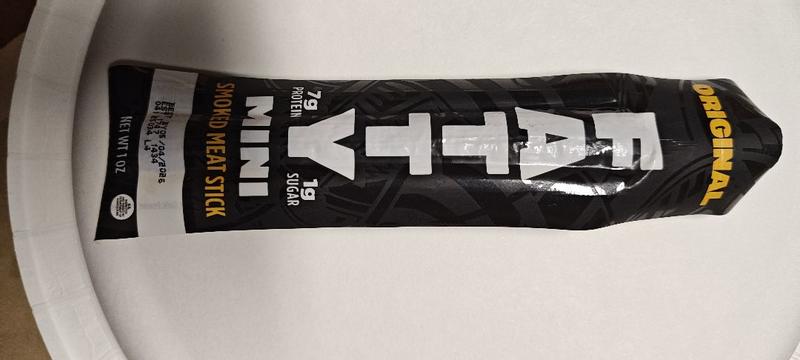 ORIGINAL
FATTY
7g
PROTEIN
1g
SUGAR
MINI
SMOKED MEAT STICK
NET WT 1 OZ